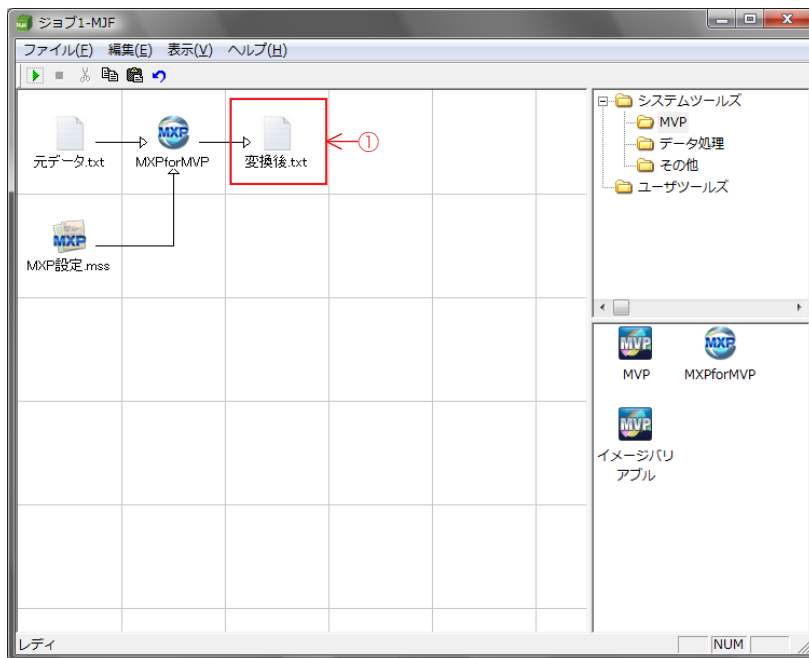 ジョブ1-MJF
ファイル(F) 編集(E) 表示(V) ヘルプ(H)
元データ.txt
MXP
MXPforMVP
変換後.txt
①
MXP
MXP設定.mss
システムツールズ
MVP
データ処理
その他
ユーザツールズ
MVP
MVP
MXP
MXPforMVP
MVP
イメージバリ
アブル
レディ
NUM